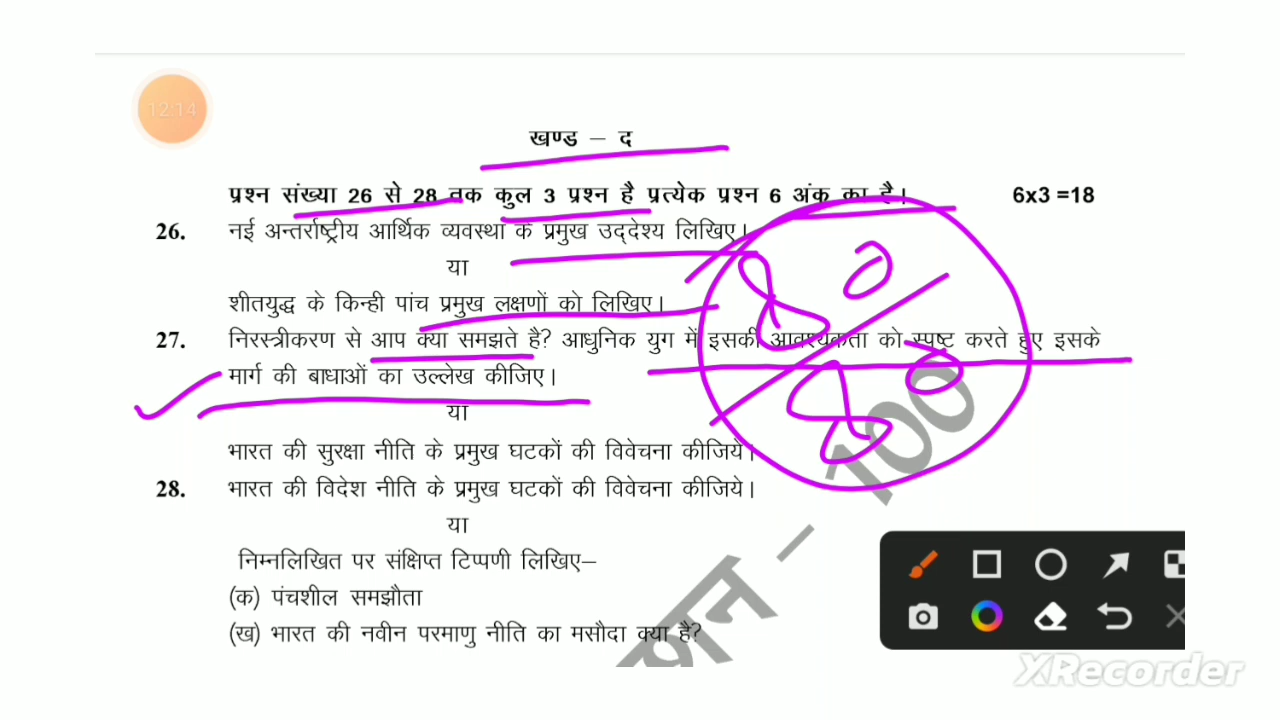 12:14
खण्ड – द
प्रश्न संख्या 26 से 28 तक कुल 3 प्रश्न है प्रत्येक प्रश्न 6 अंक का है। 6x3 =18
26. नई अन्तर्राष्ट्रीय आर्थिक व्यवस्था के प्रमुख उद्देश्य लिखिए।
या
शीतयुद्ध के किन्ही पांच प्रमुख लक्षणों को लिखिए।
27. निरस्त्रीकरण से आप क्या समझते है? आधुनिक युग में इसकी आवश्यकता को स्पष्ट करते हुए इसके
मार्ग की बाधाओं का उल्लेख कीजिए।
या
भारत की सुरक्षा नीति के प्रमुख घटकों की विवेचना कीजिये।
28. भारत की विदेश नीति के प्रमुख घटकों की विवेचना कीजिये।
या
निम्नलिखित पर संक्षिप्त टिप्पणी लिखिए–
(क) पंचशील समझौता
(ख) भारत की नवीन परमाणु नीति का मसौदा क्या है?
80
80
– 100
XRecorder